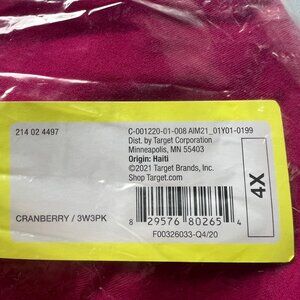 214 02 4497
C-001220-01-008 AIM21_01Y01-0199
Dist. by Target Corporation
Minneapolis, MN 55403
Origin: Haiti
©2021 Target Brands, Inc.
Shop Target.com
4X
CRANBERRY / 3W3PK
8 29576 80265 4
F00326033-Q4/20